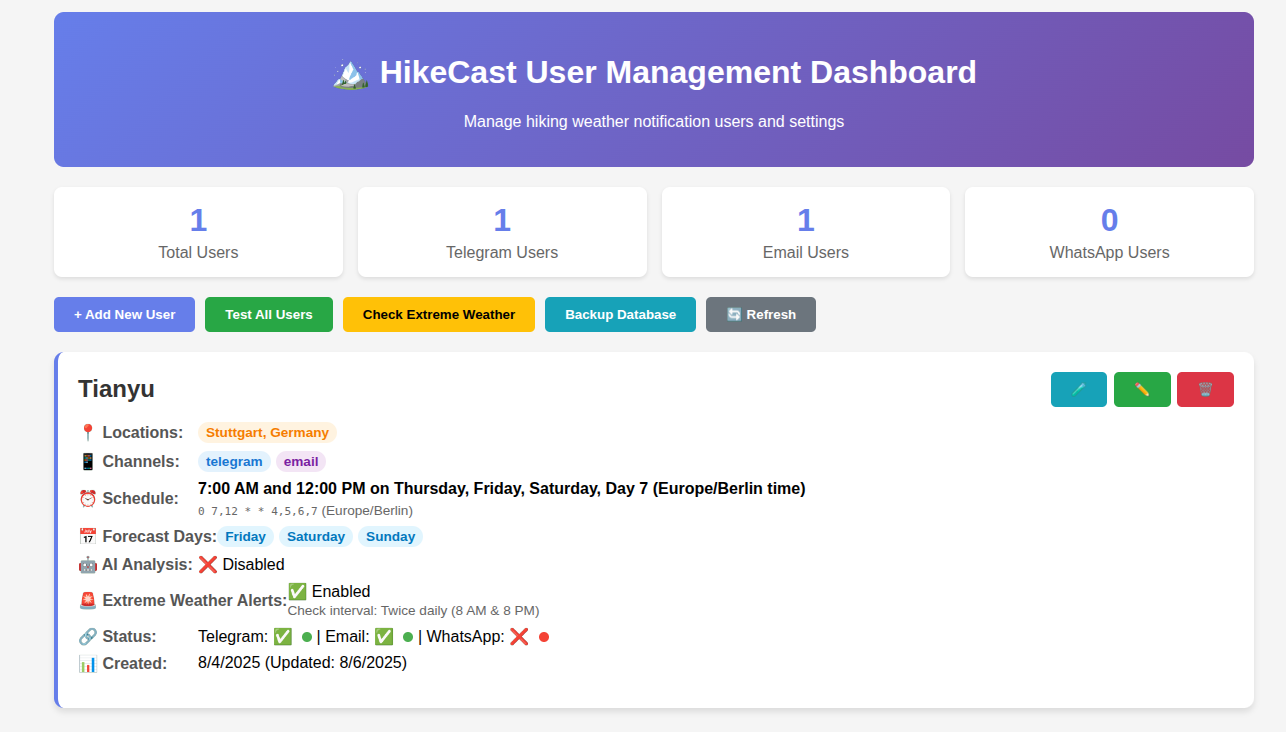 🏔️ HikeCast User Management Dashboard
Manage hiking weather notification users and settings
1 1 1 0
Total Users Telegram Users Email Users WhatsApp Users
+ Add New User Test All Users Check Extreme Weather Backup Database 🔄 Refresh
Tianyu 🧪 ✏️ 🗑️
📍 Locations: Stuttgart, Germany
📱 Channels: telegram email
⏰ Schedule: 7:00 AM and 12:00 PM on Thursday, Friday, Saturday, Day 7 (Europe/Berlin time)
0 7,12 * * 4,5,6,7 (Europe/Berlin)
📅 Forecast Days: Friday Saturday Sunday
🤖 AI Analysis: ❌ Disabled
🚨 Extreme Weather Alerts: ✅ Enabled
Check interval: Twice daily (8 AM & 8 PM)
🔗 Status: Telegram: ✅ | Email: ✅ | WhatsApp: ❌
📊 Created: 8/4/2025 (Updated: 8/6/2025)